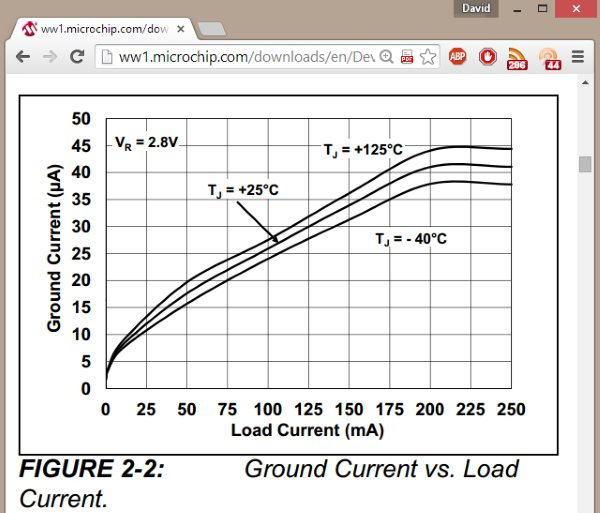 David
ww1.microchip.com/dow
ww1.microchip.com/downloads/en/Dev
ABP
286
44
50
45
40
35
30
25
20
15
10
5
0
Ground Current (µA)
VR = 2.8V
TJ = +125°C
TJ = +25°C
TJ = - 40°C
0 25 50 75 100 125 150 175 200 225 250
Load Current (mA)
FIGURE 2-2: Ground Current vs. Load
Current.